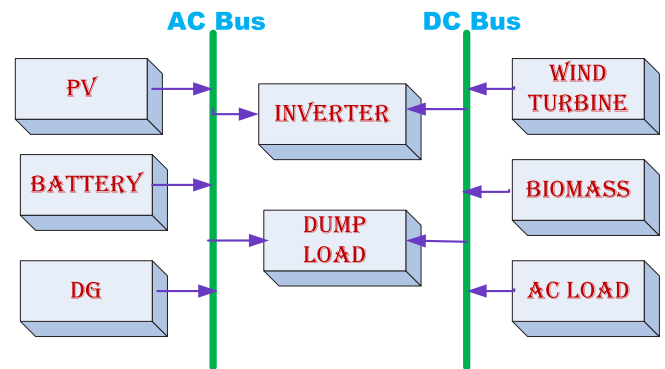 AC Bus
DC Bus
PV
INVERTER
WIND
TURBINE
BATTERY
BIOMASS
DUMP
LOAD
DG
AC LOAD